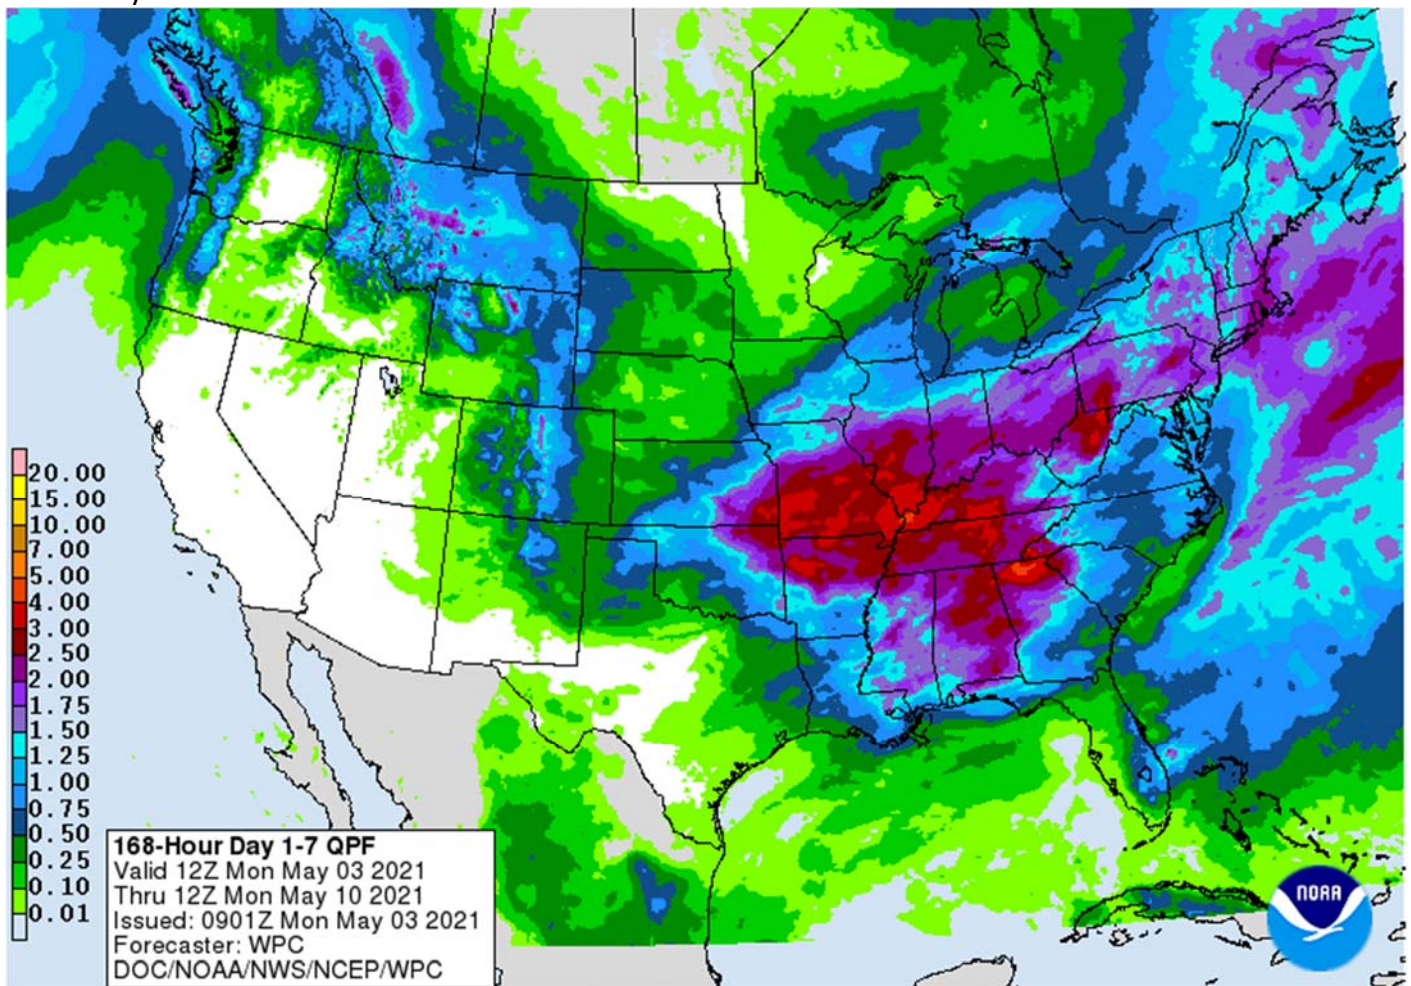 20.00
15.00
10.00
7.00
5.00
4.00
3.00
2.50
2.00
1.75
1.50
1.25
1.00
0.75
0.50
0.25
0.10
0.01
168-Hour Day 1-7 QPF
Valid 12Z Mon May 03 2021
Thru 12Z Mon May 10 2021
Issued: 0901Z Mon May 03 2021
Forecaster: WPC
DOC/NOAA/NWS/NCEP/WPC
NOAA